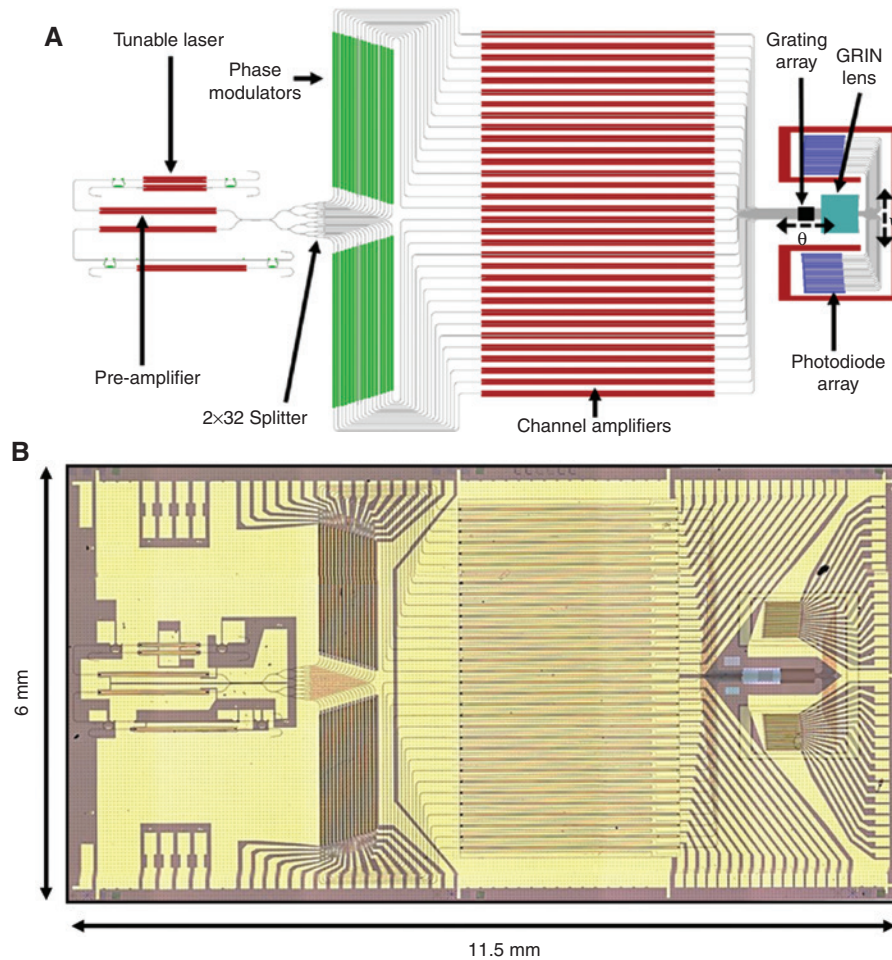 A
Tunable laser
Phase
modulators
Grating
array
GRIN
lens
θ
Pre-amplifier
2×32 Splitter
Channel amplifiers
Photodiode
array
B
6 mm
11.5 mm